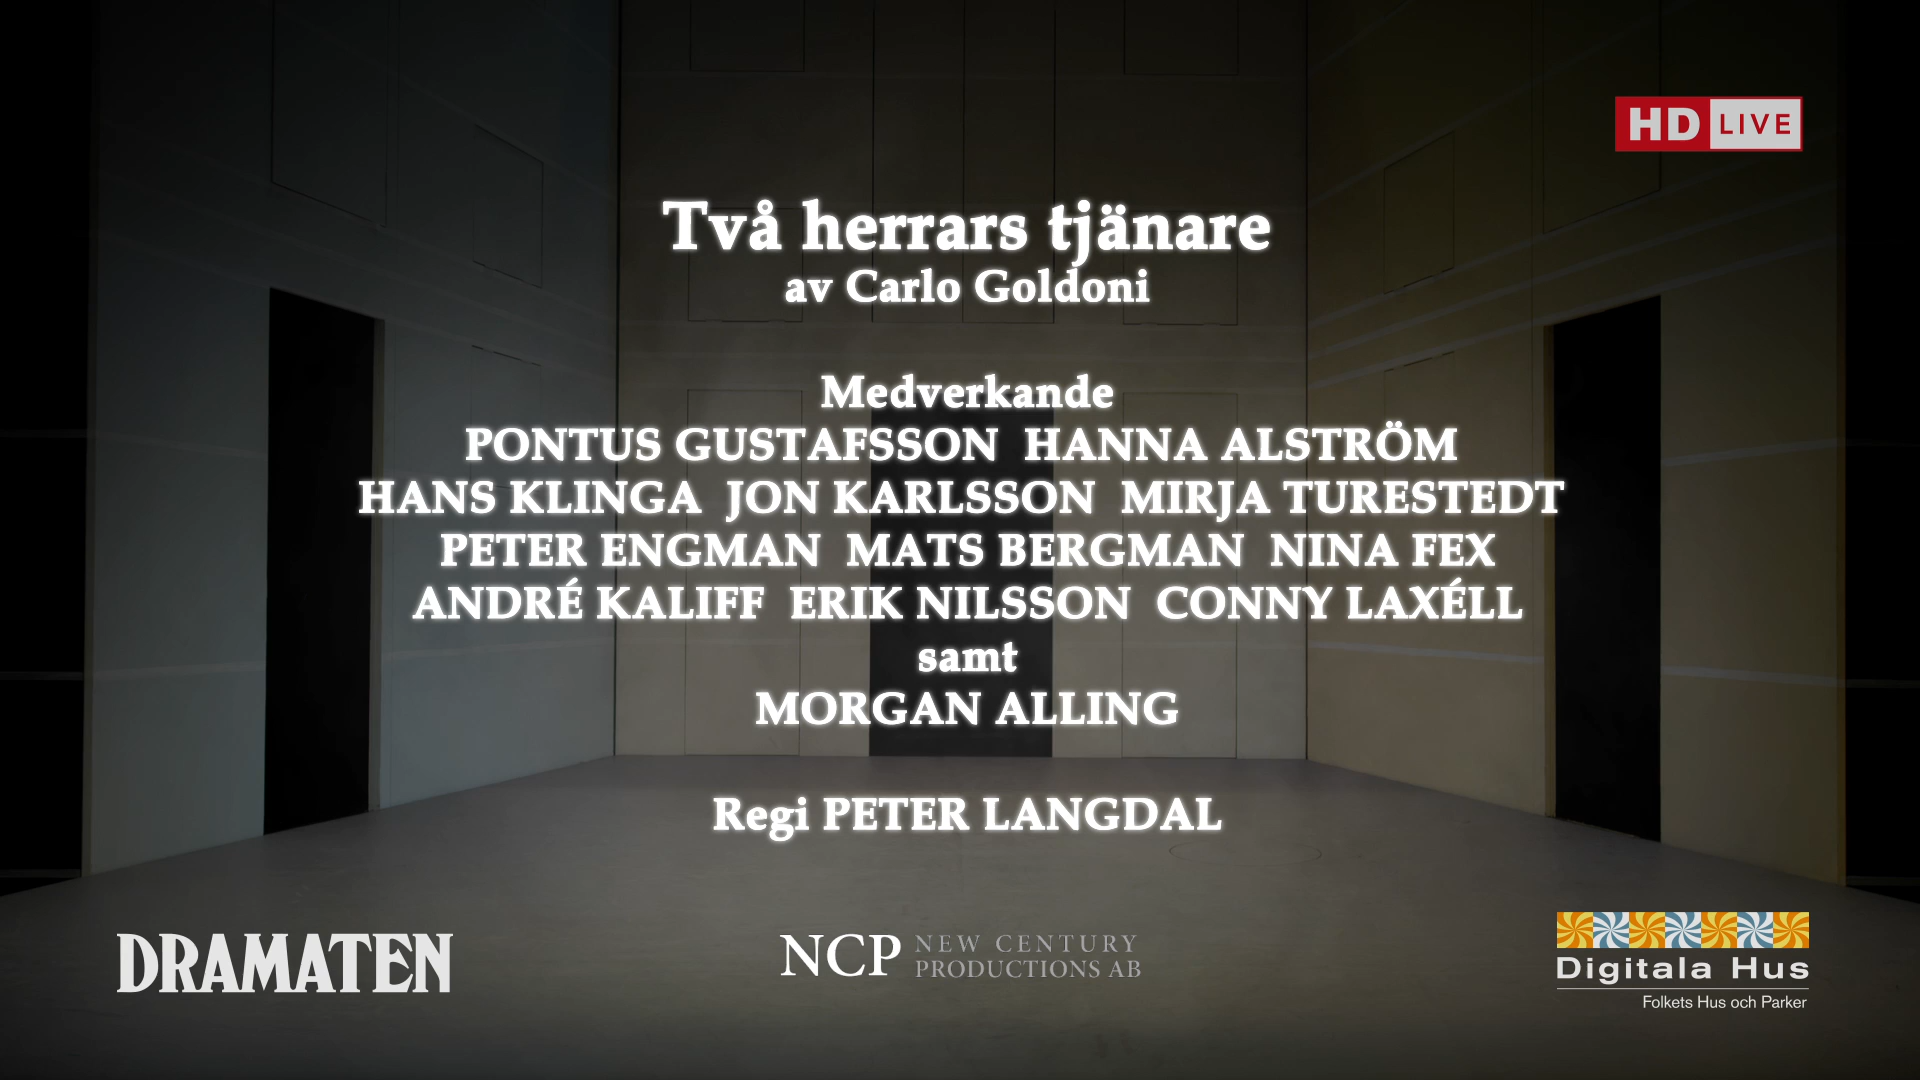 HD LIVE
Två herrars tjänare
av Carlo Goldoni
Medverkande
PONTUS GUSTAFSSON HANNA ALSTRÖM
HANS KLINGA JON KARLSSON MIRJA TURESTEDT
PETER ENGMAN MATS BERGMAN NINA FEX
ANDRÉ KALIFF ERIK NILSSON CONNY LAXÉLL
samt
MORGAN ALLING
Regi PETER LANGDAL
DRAMATEN
NCP NEW CENTURY
PRODUCTIONS AB
Digitala Hus
Folkets Hus och Parker